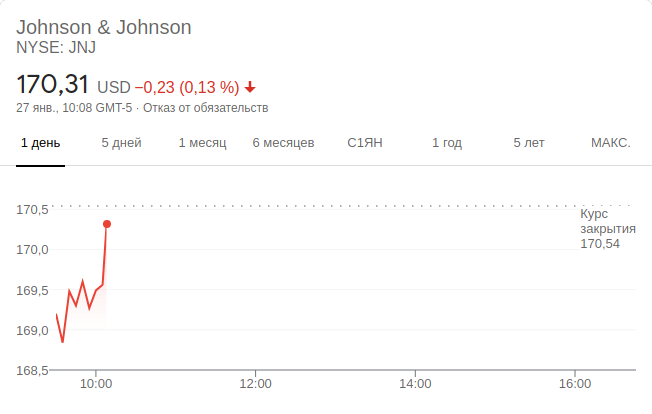 Johnson & Johnson
NYSE: JNJ
170,31 USD −0,23 (0,13 %)
27 янв., 10:08 GMT-5 · Отказ от обязательств
1 день 5 дней 1 месяц 6 месяцев С1ЯН 1 год 5 лет МАКС.
170,5
170,0
169,5
169,0
168,5
Курс
закрытия
170,54
10:00 12:00 14:00 16:00